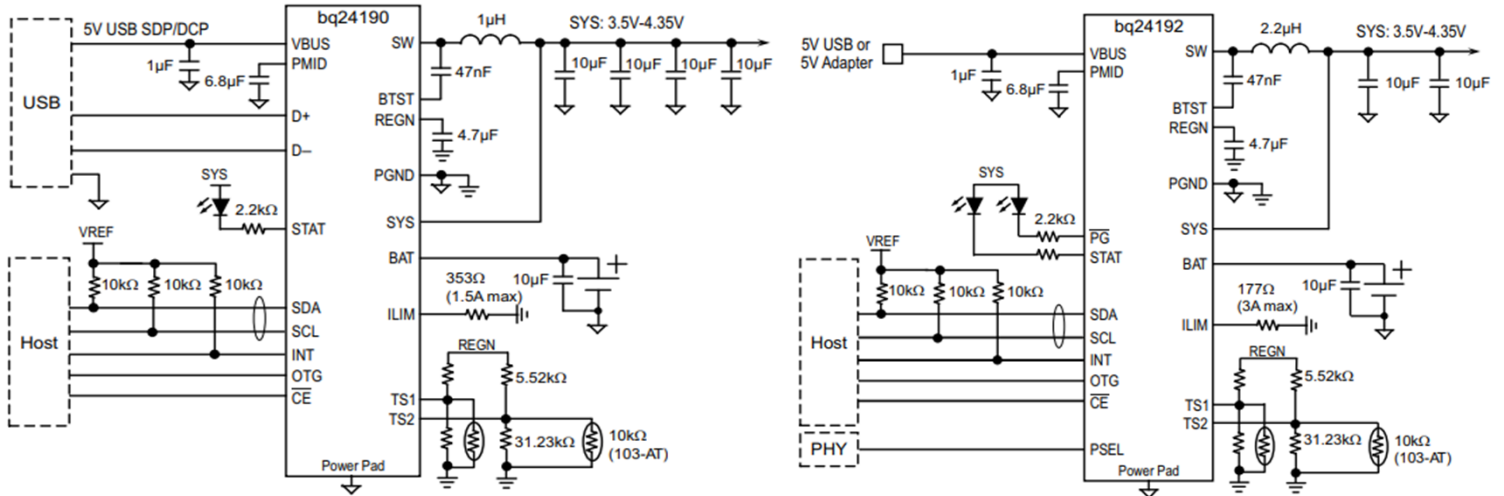 bq24190
5V USB SDP/DCP
1µH
SYS: 3.5V-4.35V
VBUS
SW
1µF
PMID
6.8µF
47nF
10µF
10µF
10µF
10µF
USB
BTST
D+
REGN
4.7µF
D–
PGND
SYS
2.2kΩ
STAT
SYS
VREF
BAT
10kΩ
10kΩ
10kΩ
353Ω
(1.5A max)
10µF
+
SDA
ILIM
SCL
Host
INT
REGN
OTG
5.52kΩ
CE
TS1
TS2
31.23kΩ
10kΩ
(103-AT)
Power Pad
bq24192
2.2µH
SYS: 3.5V-4.35V
5V USB or
5V Adapter
VBUS
SW
1µF
PMID
6.8µF
47nF
10µF
10µF
BTST
REGN
4.7µF
SYS
PGND
2.2kΩ
PG
SYS
STAT
VREF
BAT
10kΩ
10kΩ
10kΩ
177Ω
(3A max)
10µF
+
SDA
ILIM
SCL
Host
INT
REGN
OTG
5.52kΩ
CE
TS1
TS2
PHY
PSEL
31.23kΩ
10kΩ
(103-AT)
Power Pad